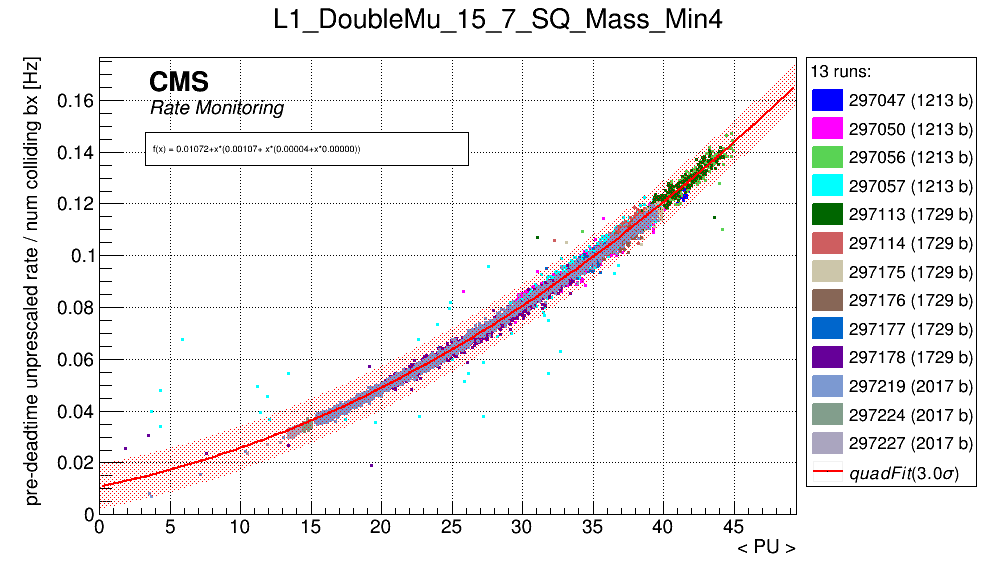 L1_DoubleMu_15_7_SQ_Mass_Min4
pre-deadtime unprescaled rate / num colliding bx [Hz]
CMS
Rate Monitoring
f(x) = 0.01072+x*(0.00107+ x*(0.00004+x*0.00000))
0.16
0.14
0.12
0.1
0.08
0.06
0.04
0.02
0
0 5 10 15 20 25 30 35 40 45
< PU >
13 runs:
297047 (1213 b)
297050 (1213 b)
297056 (1213 b)
297057 (1213 b)
297113 (1729 b)
297114 (1729 b)
297175 (1729 b)
297176 (1729 b)
297177 (1729 b)
297178 (1729 b)
297219 (2017 b)
297224 (2017 b)
297227 (2017 b)
quadFit(3.0σ)